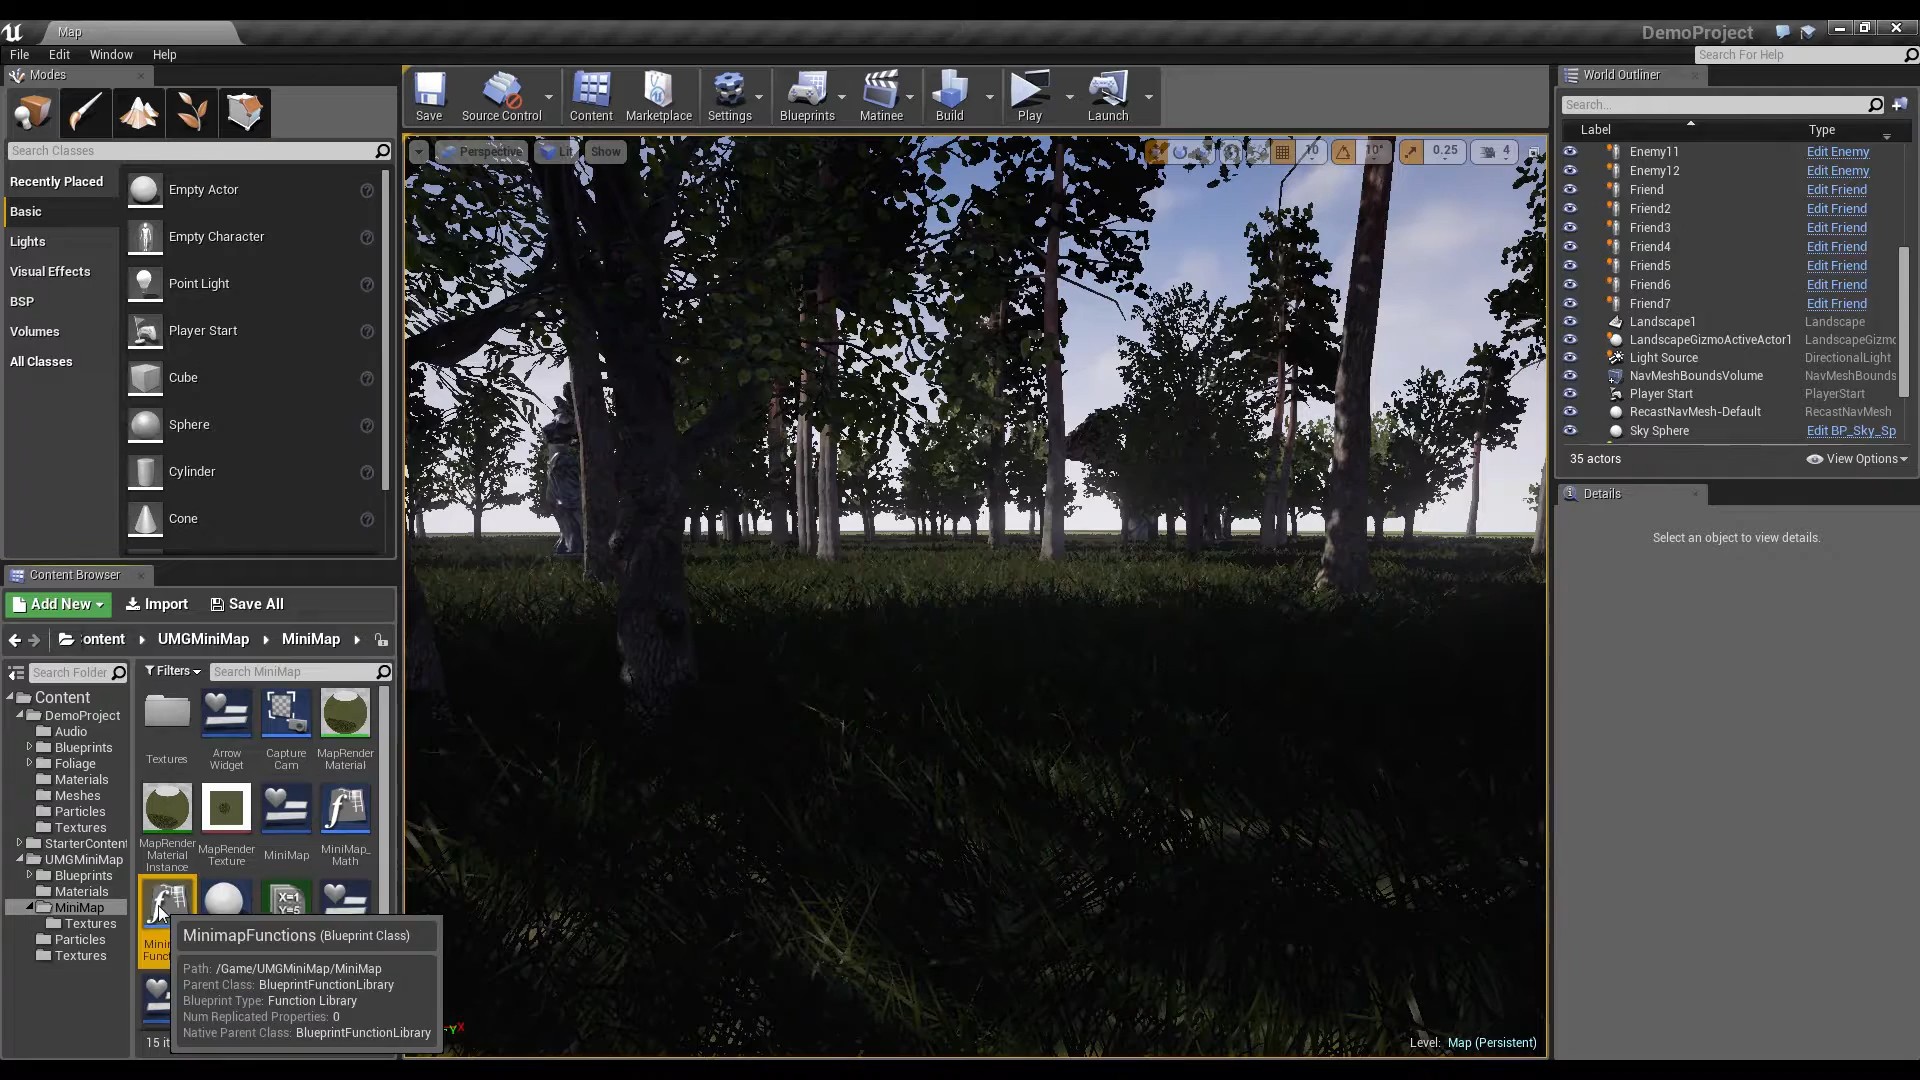 Map
DemoProject
File Edit Window Help
Search For Help
Modes
Search Classes
Recently Placed
Basic
Lights
Visual Effects
BSP
Volumes
All Classes
Empty Actor
Empty Character
Point Light
Player Start
Cube
Sphere
Cylinder
Cone
Save
Source Control
Content
Marketplace
Settings
Blueprints
Matinee
Build
Play
Launch
Perspective
Lit
Show
10
10°
0.25
4
Level: Map (Persistent)
World Outliner
Search...
Label Type
Enemy11 Edit Enemy
Enemy12 Edit Enemy
Friend Edit Friend
Friend2 Edit Friend
Friend3 Edit Friend
Friend4 Edit Friend
Friend5 Edit Friend
Friend6 Edit Friend
Friend7 Edit Friend
Landscape1 Landscape
LandscapeGizmoActiveActor1 LandscapeGizmo
Light Source DirectionalLight
NavMeshBoundsVolume NavMeshBounds
Player Start PlayerStart
RecastNavMesh-Default RecastNavMesh
Sky Sphere Edit BP_Sky_Sp
35 actors
View Options
Details
Select an object to view details.
Content Browser
Add New Import Save All
ontent UMGMiniMap MiniMap
Search Folder
Filters
Search MiniMap
Content
DemoProject
Audio
Blueprints
Foliage
Materials
Meshes
Particles
Textures
StarterContent
UMGMiniMap
Blueprints
Materials
MiniMap
Textures
Particles
Textures
Textures
Arrow
Widget
Capture
Cam
MapRender
Material
MapRender
Material
Instance
MapRender
Texture
MiniMap
MiniMap_
Math
X=1
Y=5
MinimapFunctions (Blueprint Class)
Path: /Game/UMGMiniMap/MiniMap
Parent Class: BlueprintFunctionLibrary
Blueprint Type: Function Library
Num Replicated Properties: 0
Native Parent Class: BlueprintFunctionLibrary